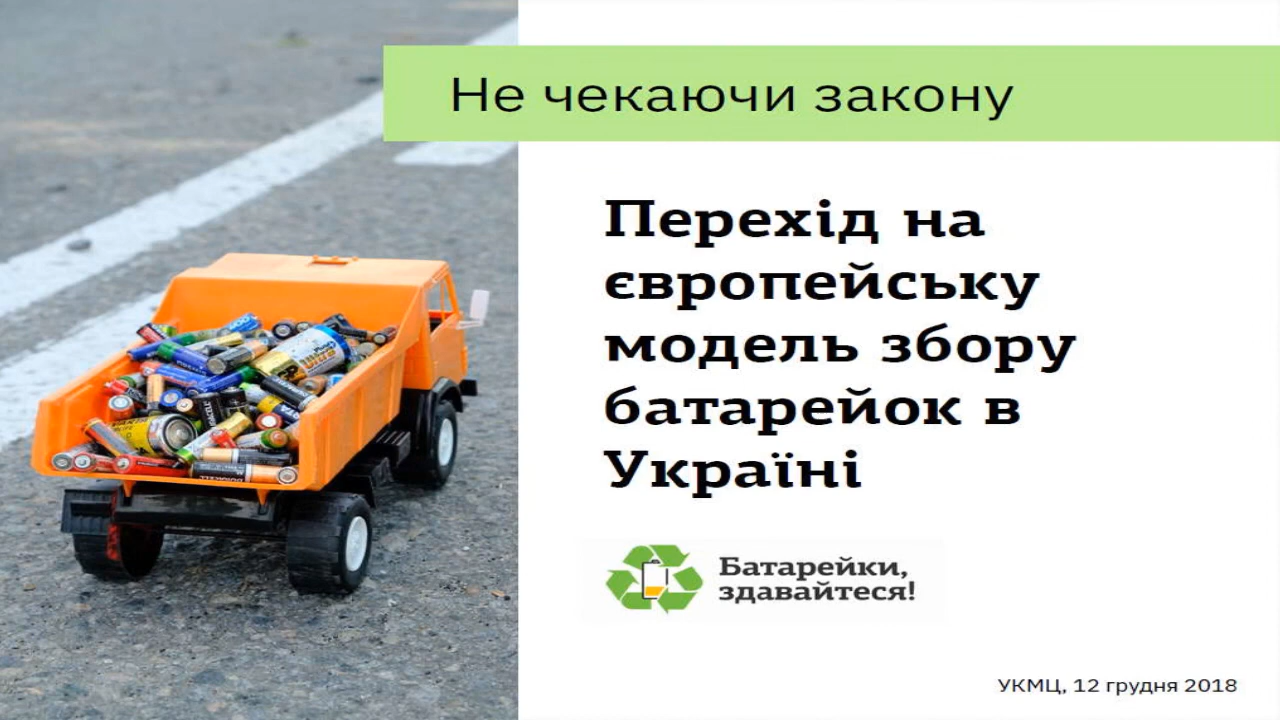 Не чекаючи закону
Перехід на
європейську
модель збору
батарейок в
Україні
Батарейки,
здавайтеся!
УКМЦ, 12 грудня 2018